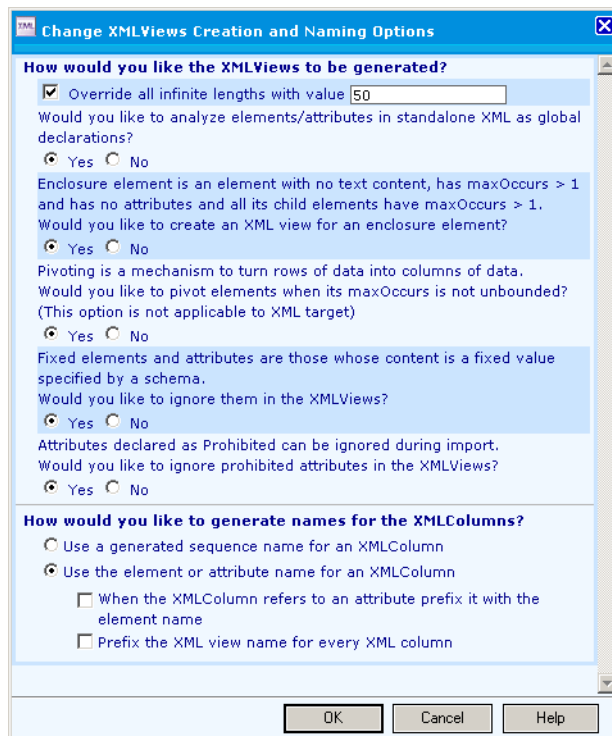 XML Change XMLViews Creation and Naming Options
How would you like the XMLViews to be generated?
Override all infinite lengths with value 50
Would you like to analyze elements/attributes in standalone XML as global
declarations?
Yes No
Enclosure element is an element with no text content, has maxOccurs > 1
and has no attributes and all its child elements have maxOccurs > 1.
Would you like to create an XML view for an enclosure element?
Yes No
Pivoting is a mechanism to turn rows of data into columns of data.
Would you like to pivot elements when its maxOccurs is not unbounded?
(This option is not applicable to XML target)
Yes No
Fixed elements and attributes are those whose content is a fixed value
specified by a schema.
Would you like to ignore them in the XMLViews?
Yes No
Attributes declared as Prohibited can be ignored during import.
Would you like to ignore prohibited attributes in the XMLViews?
Yes No
How would you like to generate names for the XMLColumns?
Use a generated sequence name for an XMLColumn
Use the element or attribute name for an XMLColumn
When the XMLColumn refers to an attribute prefix it with the
element name
Prefix the XML view name for every XML column
OK Cancel Help